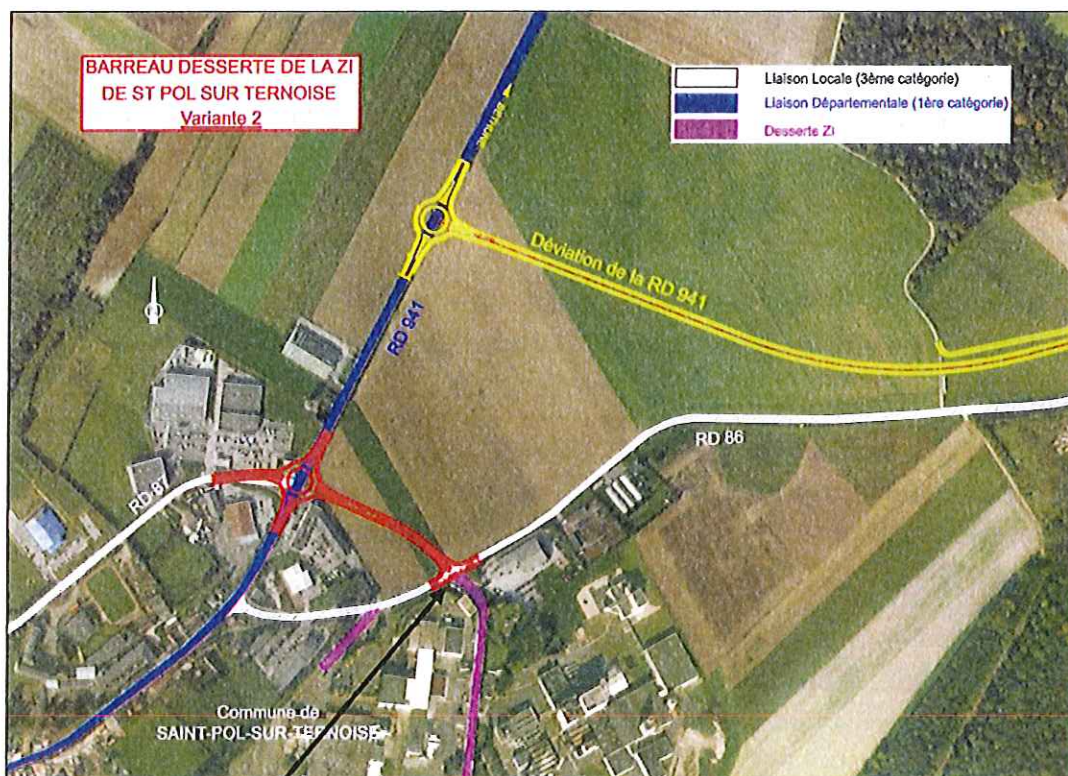 BARREAU DESSERTE DE LA ZI
DE ST POL SUR TERNOISE
Variante 2
Liaison Locale (3ème catégorie)
Liaison Départementale (1ère catégorie)
Desserte ZI
BETHUNE
Déviation de la RD 941
RD 941
RD 86
RD 87
Commune de
SAINT-POL-SUR-TERNOISE